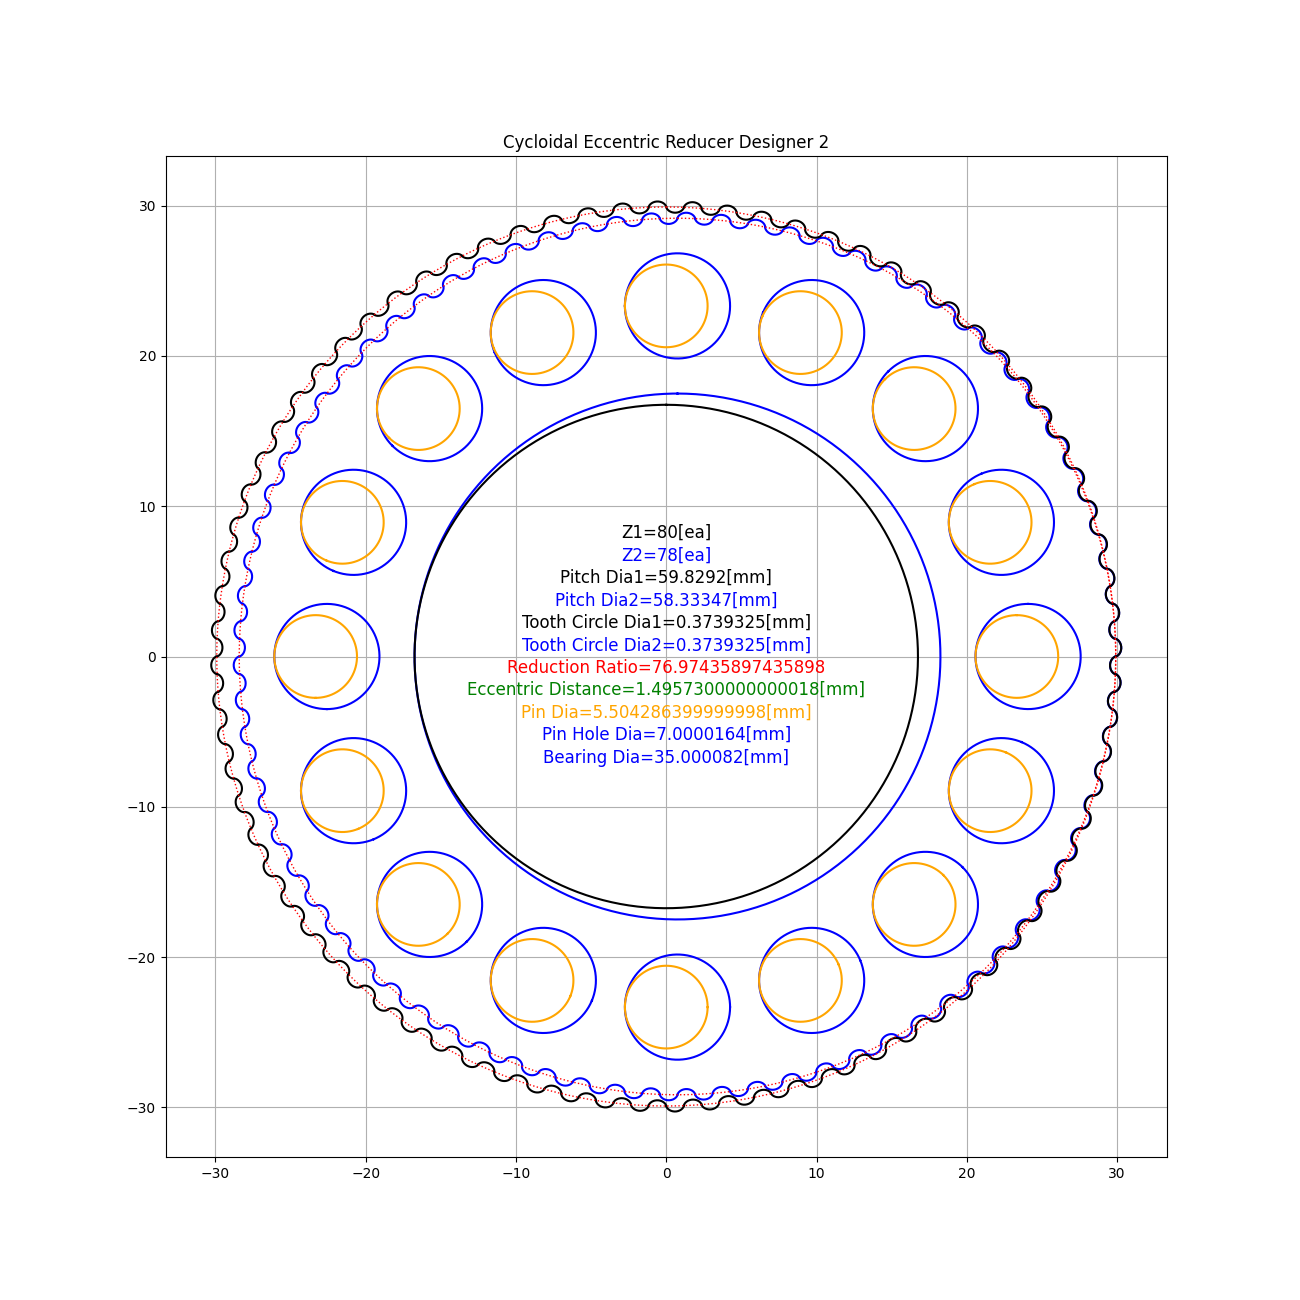 Cycloidal Eccentric Reducer Designer 2
30
20
10
0
−10
−20
−30
Z1=80[ea]
Z2=78[ea]
Pitch Dia1=59.8292[mm]
Pitch Dia2=58.33347[mm]
Tooth Circle Dia1=0.3739325[mm]
Tooth Circle Dia2=0.3739325[mm]
Reduction Ratio=76.97435897435898
Eccentric Distance=1.4957300000000018[mm]
Pin Dia=5.504286399999998[mm]
Pin Hole Dia=7.0000164[mm]
Bearing Dia=35.000082[mm]
−30 −20 −10 0 10 20 30